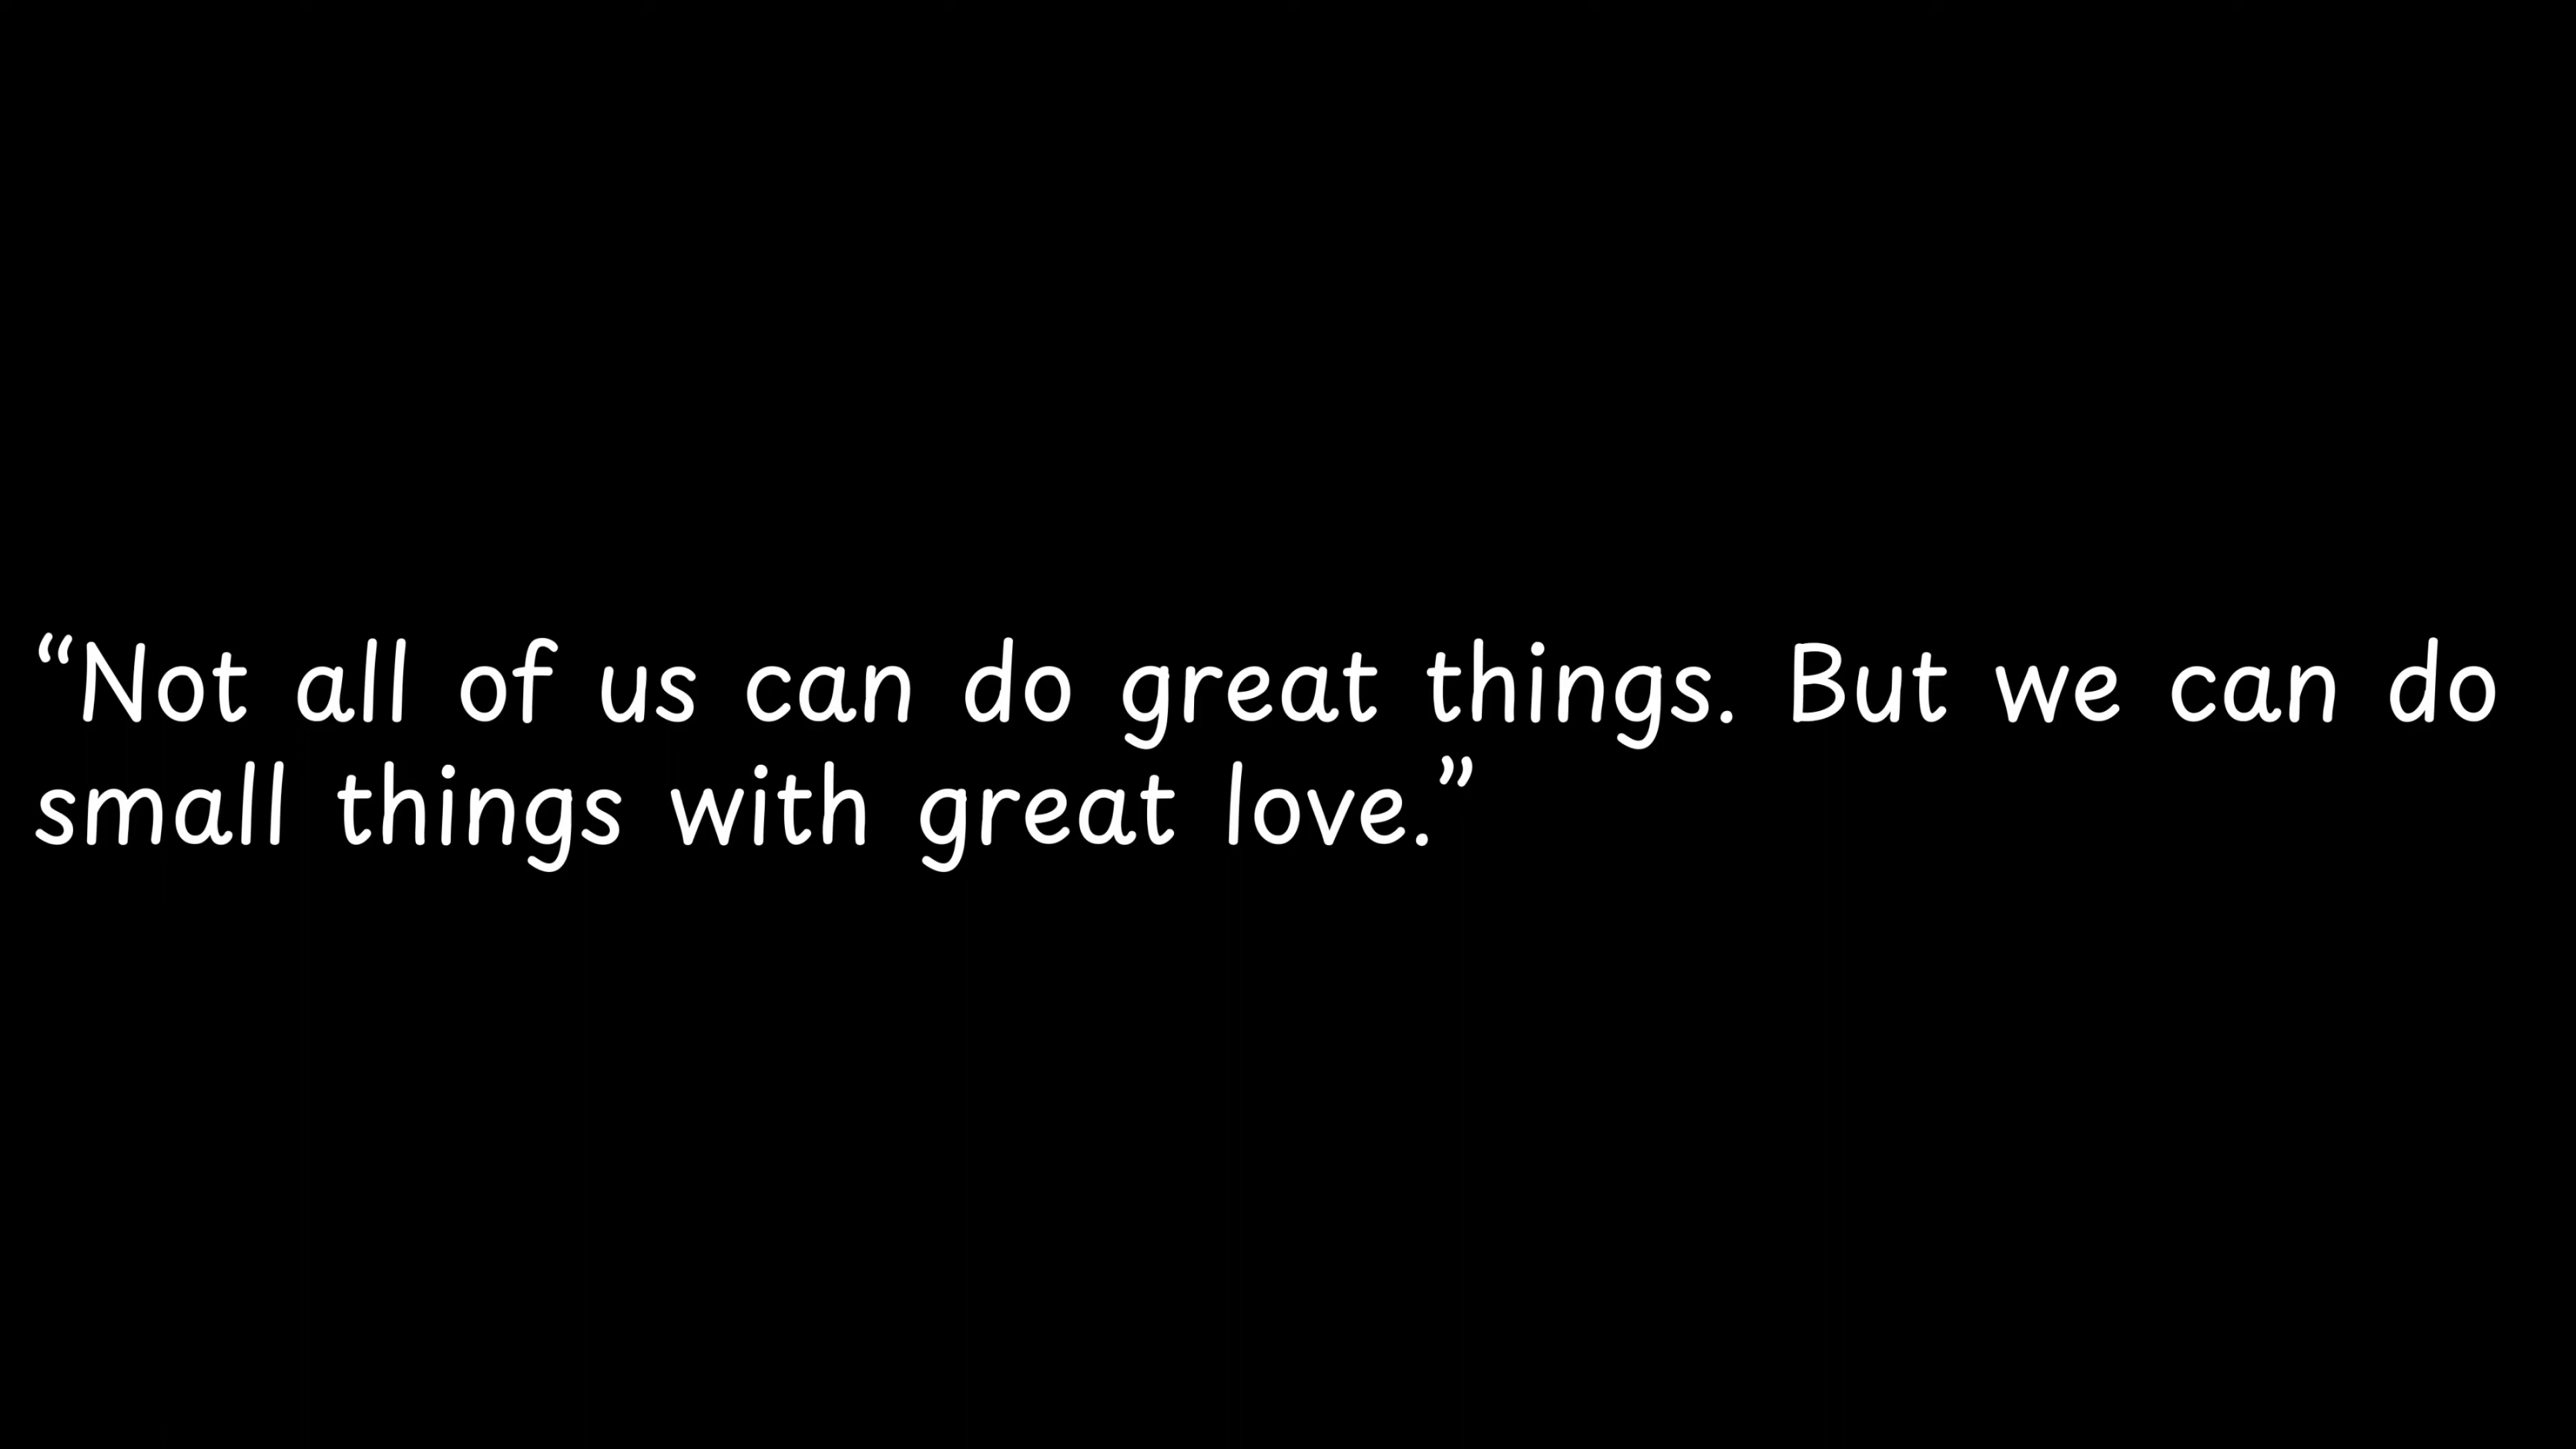 “Not all of us can do great things. But we can do
small things with great love.”